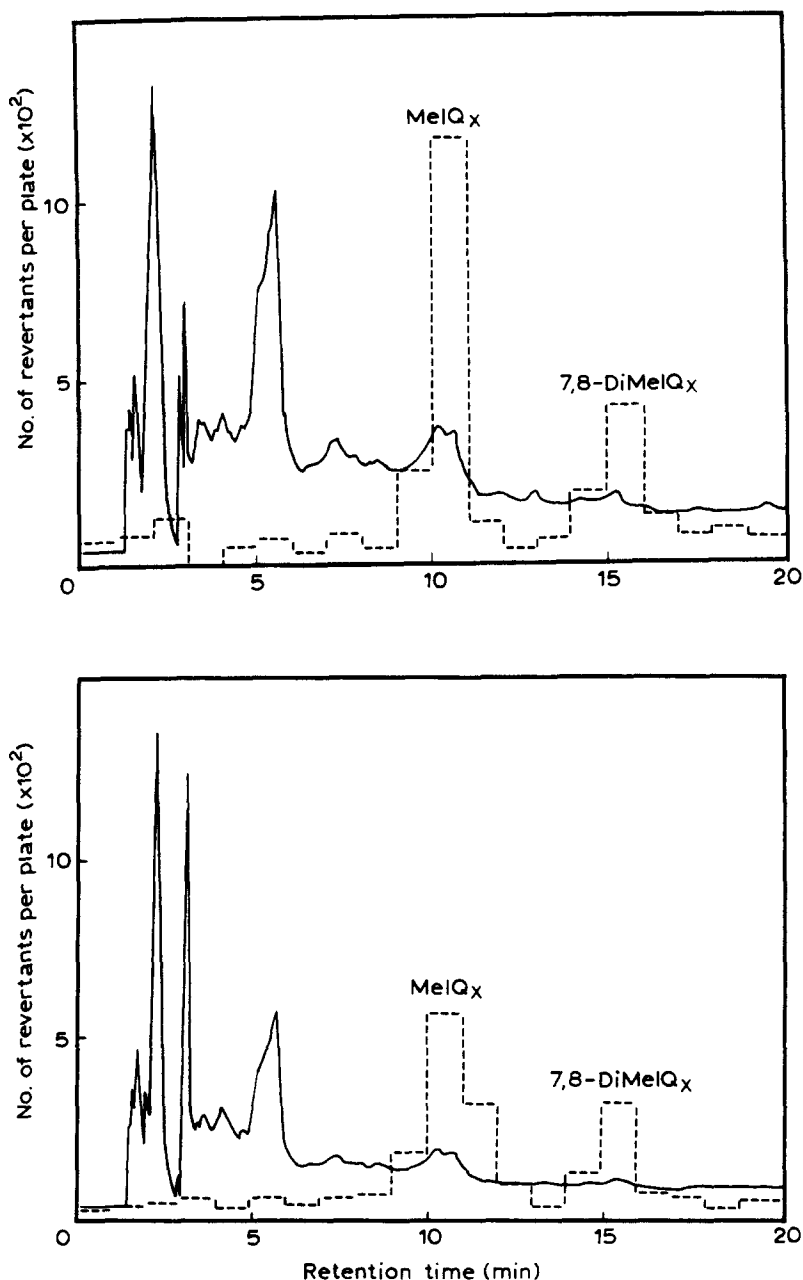 No. of revertants per plate (x10²)
10
5
0
5
10
15
20
MeIQx
7,8-DiMeIQx
No. of revertants per plate (x10²)
10
5
0
5
10
15
20
MeIQx
7,8-DiMeIQx
Retention time (min)